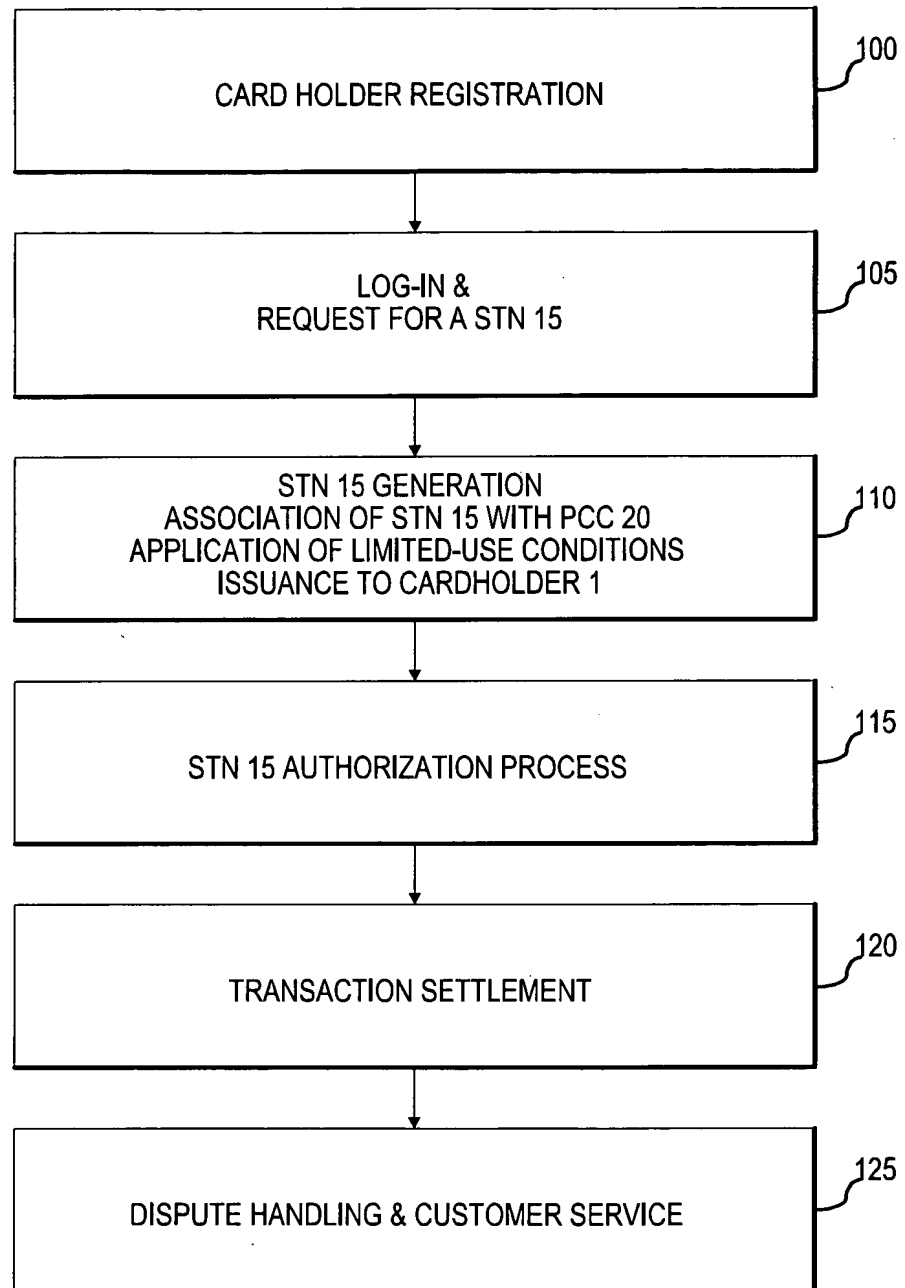 CARD HOLDER REGISTRATION
100
LOG-IN &
REQUEST FOR A STN 15
105
STN 15 GENERATION
ASSOCIATION OF STN 15 WITH PCC 20
APPLICATION OF LIMITED-USE CONDITIONS
ISSUANCE TO CARDHOLDER 1
110
STN 15 AUTHORIZATION PROCESS
115
TRANSACTION SETTLEMENT
120
DISPUTE HANDLING & CUSTOMER SERVICE
125